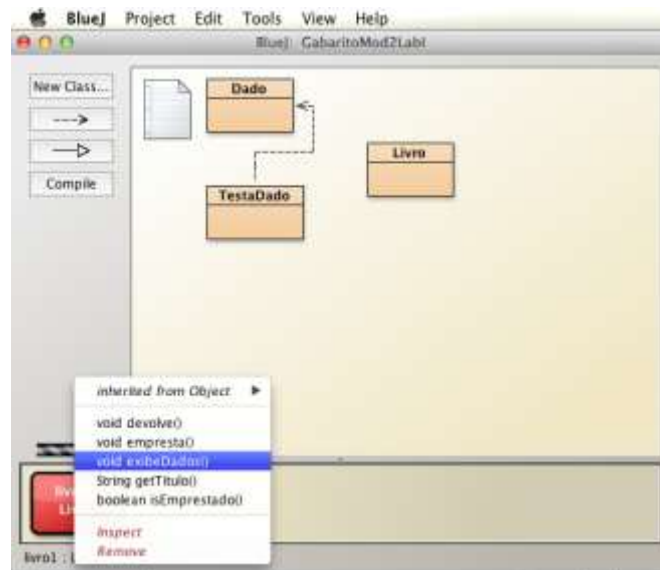 BlueJ Project Edit Tools View Help
BlueJ: GabaritoMod2Lab1
New Class...
Compile
Dado
TestaDado
Livro
inherited from Object
void devolve()
void empresta()
void exibeDados()
String getTitulo()
boolean isEmprestado()
Inspect
Remove
livro1 :